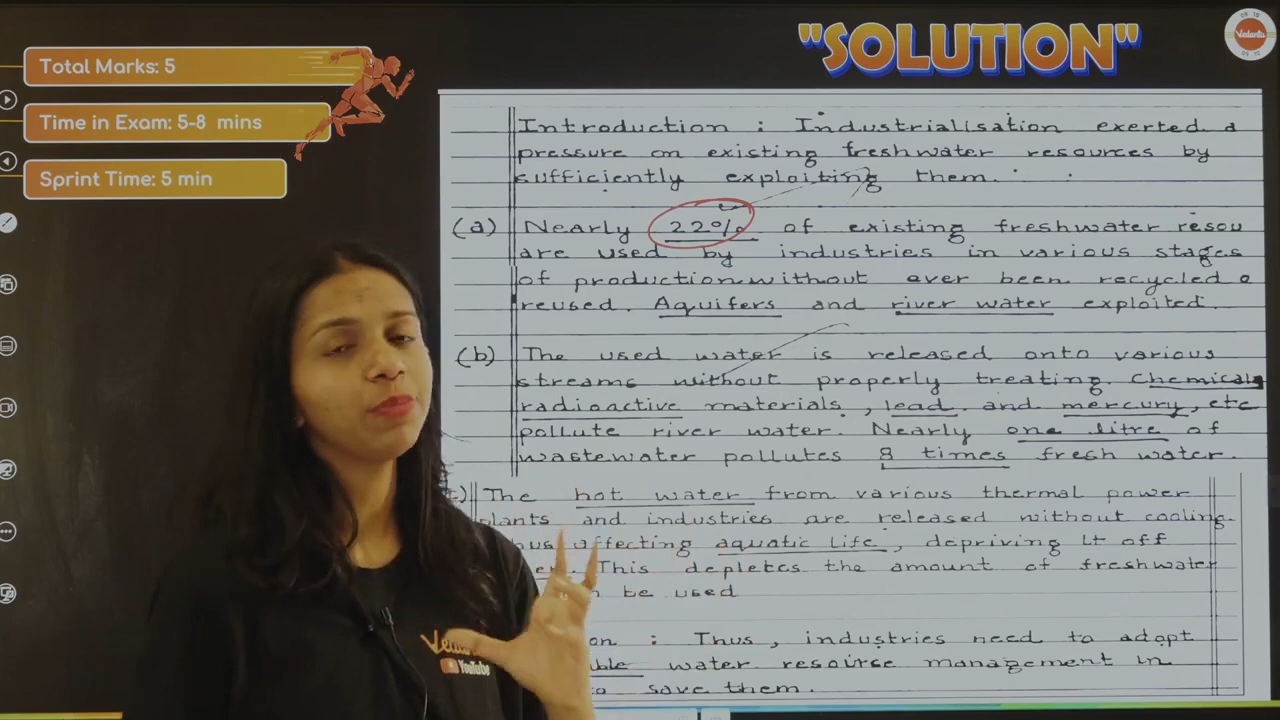 "SOLUTION"
Vedantu
Total Marks: 5
Time in Exam: 5-8 mins
Sprint Time: 5 min
Introduction : Industrialisation exerted a
pressure on existing freshwater resources by
sufficiently exploiting them.
(a) Nearly 22% of existing freshwater resou
are used by industries in various stages
of production without ever been recycled
reused. Aquifers and river water exploited.
(b) The used water is released onto various
streams without properly treating. Chemicals
radioactive materials, lead and mercury, etc
pollute river water. Nearly one litre of
wastewater pollutes 8 times fresh water.
The hot water from various thermal power
plants and industries are released without cooling.
affecting aquatic life, depriving it off
This depletes the amount of freshwater
be used
on : Thus, industries need to adopt
able water resoirse management in
save them.
YouTube